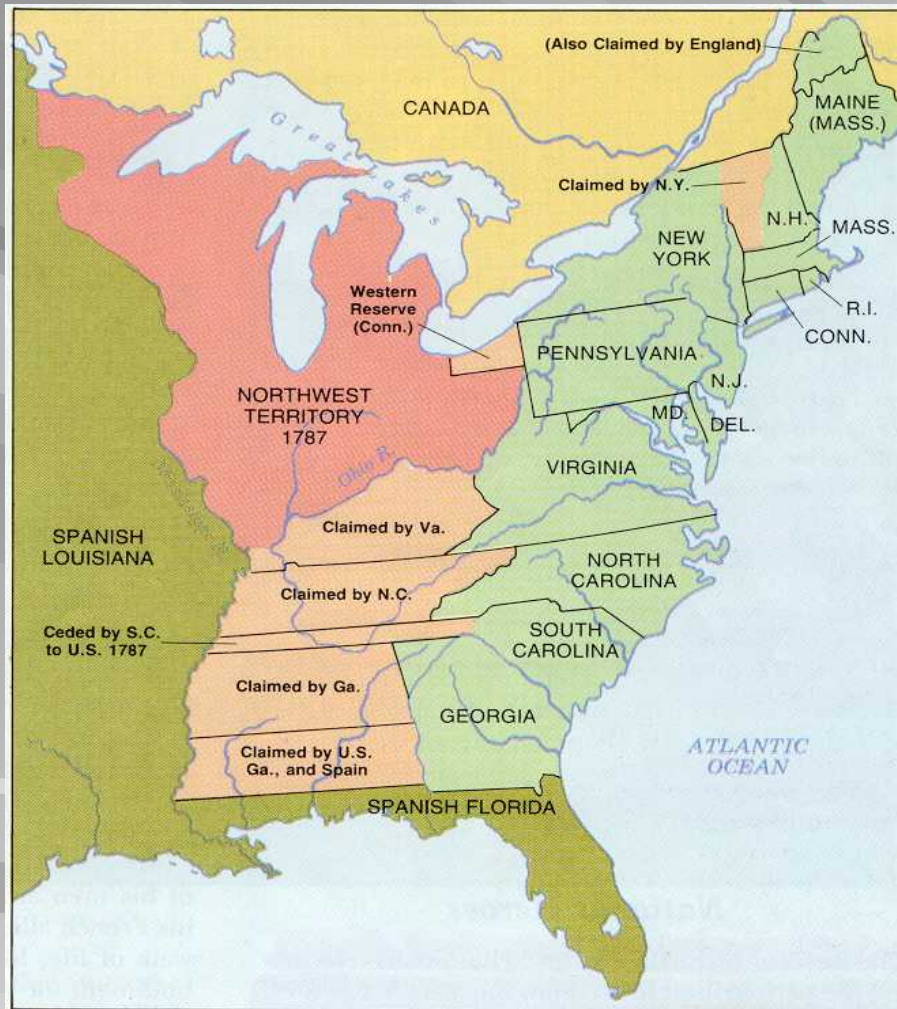 (Also Claimed by England)
CANADA
MAINE
(MASS.)
Great
Lakes
Claimed by N.Y.
N.H.
MASS.
NEW
YORK
Western
Reserve
(Conn.)
R.I.
CONN.
PENNSYLVANIA
N.J.
NORTHWEST
TERRITORY
1787
MD.
DEL.
Ohio R.
VIRGINIA
Mississippi R.
SPANISH
LOUISIANA
Claimed by Va.
NORTH
CAROLINA
Claimed by N.C.
Ceded by S.C.
to U.S. 1787
SOUTH
CAROLINA
Claimed by Ga.
GEORGIA
Claimed by U.S.
Ga., and Spain
ATLANTIC
OCEAN
SPANISH FLORIDA